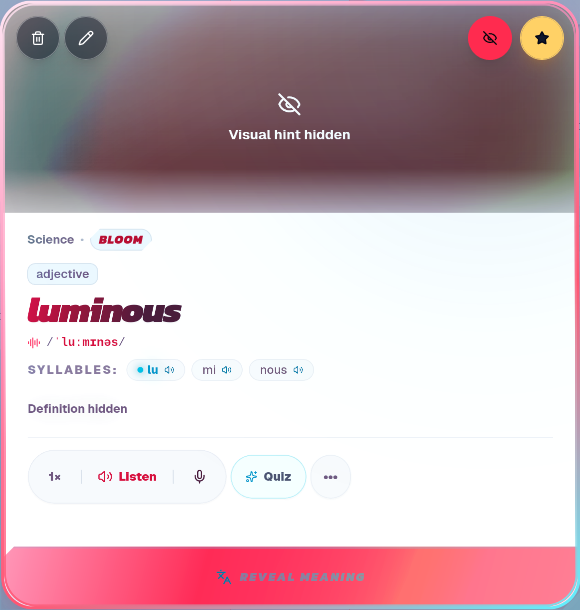 Visual hint hidden
Science • BLOOM
adjective
luminous
/ˈluːmɪnəs/
SYLLABLES: lu mi nous
Definition hidden
1× Listen Quiz •••
REVEAL MEANING